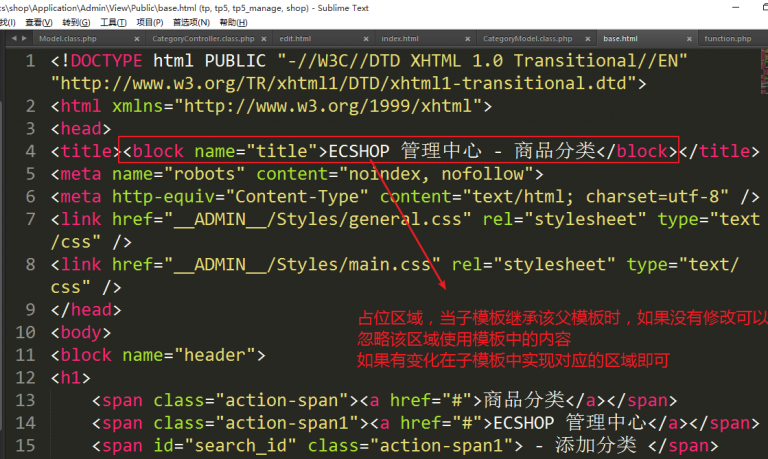 cs\shop\Application\Admin\View\Public\base.html (tp, tp5, tp5_manage, shop) - Sublime Text
查找(I) 查看(V) 转到(G) 工具(T) 项目(P) 首选项(N) 帮助(H)
Model.class.php CategoryController.class.php edit.html index.html CategoryModel.class.php base.html function.php
1 <!DOCTYPE html PUBLIC "-//W3C//DTD XHTML 1.0 Transitional//EN"
"http://www.w3.org/TR/xhtml1/DTD/xhtml1-transitional.dtd">
2 <html xmlns="http://www.w3.org/1999/xhtml">
3 <head>
4 <title><block name="title">ECSHOP 管理中心 - 商品分类</block></title>
5 <meta name="robots" content="noindex, nofollow">
6 <meta http-equiv="Content-Type" content="text/html; charset=utf-8" />
7 <link href="__ADMIN__/Styles/general.css" rel="stylesheet" type="text
/css" />
8 <link href="__ADMIN__/Styles/main.css" rel="stylesheet" type="text/
css" />
9 </head>
占位区域，当子模板继承该父模板时，如果没有修改可以
忽略该区域使用模板中的内容
如果有变化在子模板中实现对应的区域即可
10 <body>
11 <block name="header">
12 <h1>
13 <span class="action-span"><a href="#">商品分类</a></span>
14 <span class="action-span1"><a href="#">ECSHOP 管理中心</a></span>
15 <span id="search_id" class="action-span1"> - 添加分类 </span>